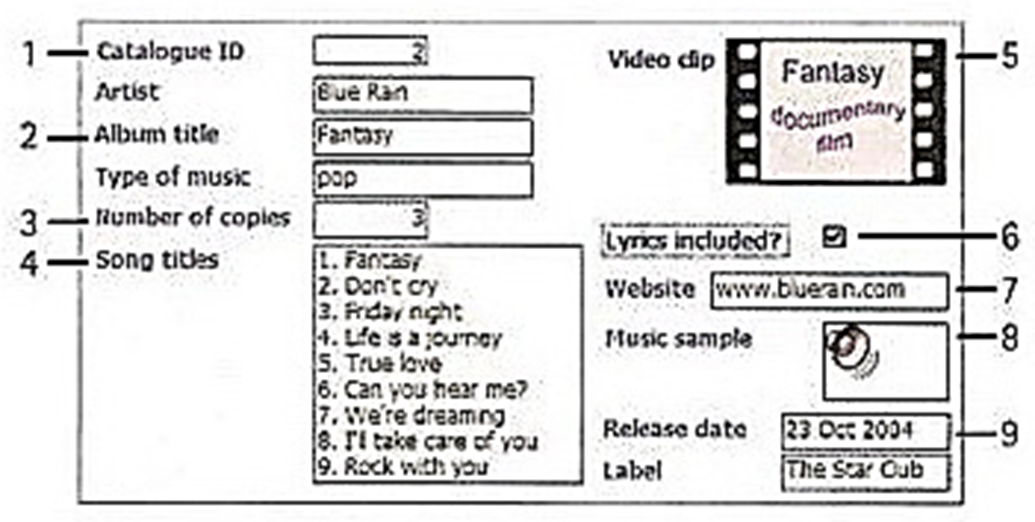 1 Catalogue ID 2
Artist Blue Rain
2 Album title Fantasy
Type of music pop
3 Number of copies 3
4 Song titles
1. Fantasy
2. Don't cry
3. Friday night
4. Life is a journey
5. True love
6. Can you hear me?
7. We're dreaming
8. I'll take care of you
9. Rock with you
Video clip 5
Fantasy
documentary
film
Lyrics included? 6
Website www.bluerain.com 7
Music sample 8
Release date 23 Oct 2004 9
Label The Star Club